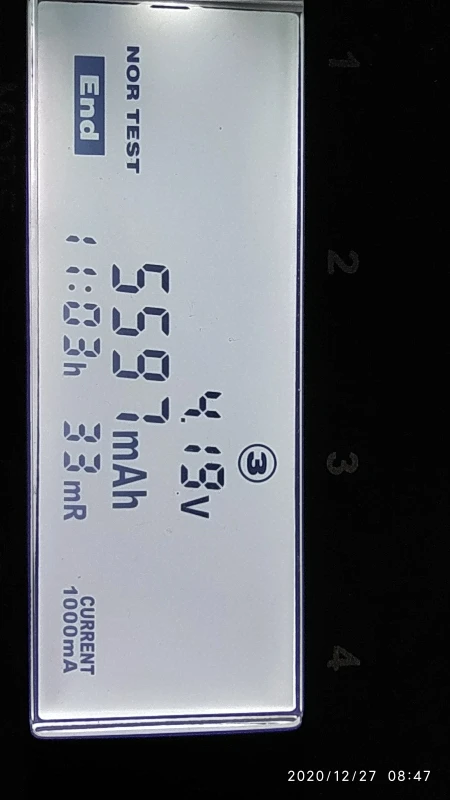 1 2 3 4
③
4.19V
NOR TEST 5597mAh
End 11:03h 33mR CURRENT
1000mA
2020/12/27 08:47